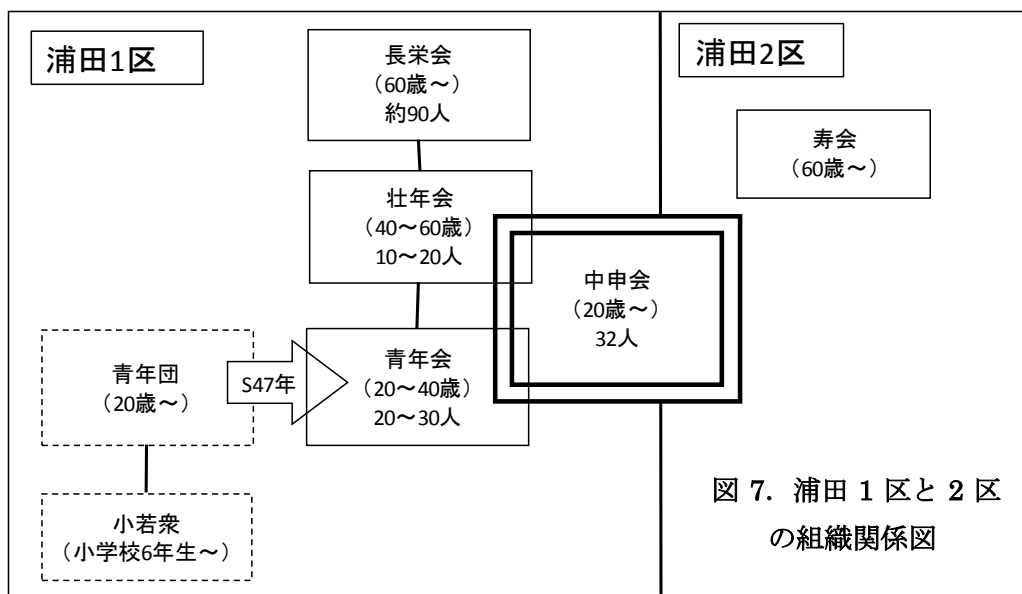 浦田1区
長栄会
（60歳～）
約90人
壮年会
（40～60歳）
10～20人
青年団
（20歳～）
S47年
青年会
（20～40歳）
20～30人
小若衆
（小学校6年生～）
中申会
（20歳～）
32人
浦田2区
寿会
（60歳～）
図 7. 浦田 1 区と 2 区
の組織関係図